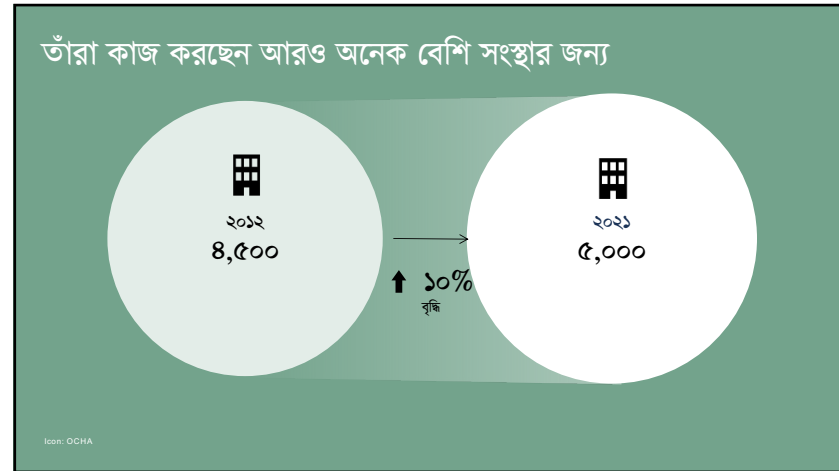 তাঁরা কাজ করছেন আরও অনেক বেশি সংস্থার জন্য
২০১২
৪,৫০০
২০২১
৫,০০০
১০%
বৃদ্ধি
Icon: OCHA